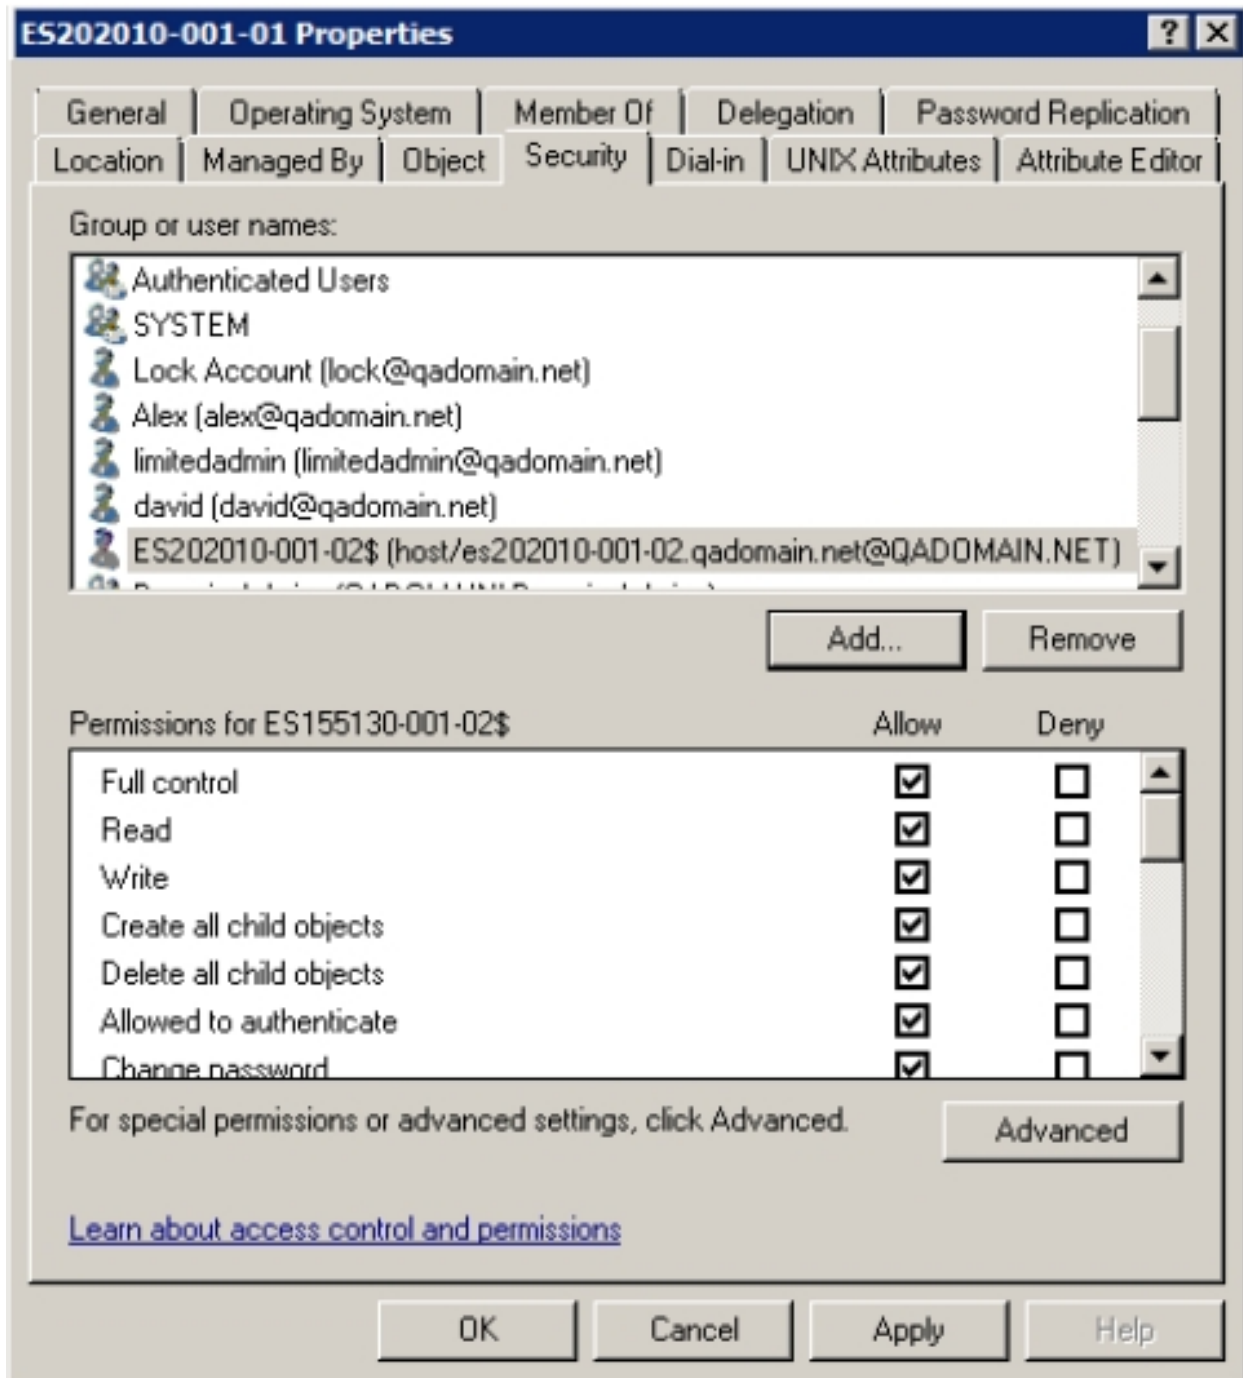 ES202010-001-01 Properties ? X
General Operating System Member Of Delegation Password Replication
Location Managed By Object Security Dial-in UNIX Attributes Attribute Editor
Group or user names:
Authenticated Users
SYSTEM
Lock Account (lock@qadomain.net)
Alex (alex@qadomain.net)
limitedadmin (limitedadmin@qadomain.net)
david (david@qadomain.net)
ES202010-001-02$ (host/es202010-001-02.qadomain.net@QADOMAIN.NET)
Add... Remove
Permissions for ES155130-001-02$ Allow Deny
Full control
Read
Write
Create all child objects
Delete all child objects
Allowed to authenticate
Change password
For special permissions or advanced settings, click Advanced. Advanced
Learn about access control and permissions
OK Cancel Apply Help